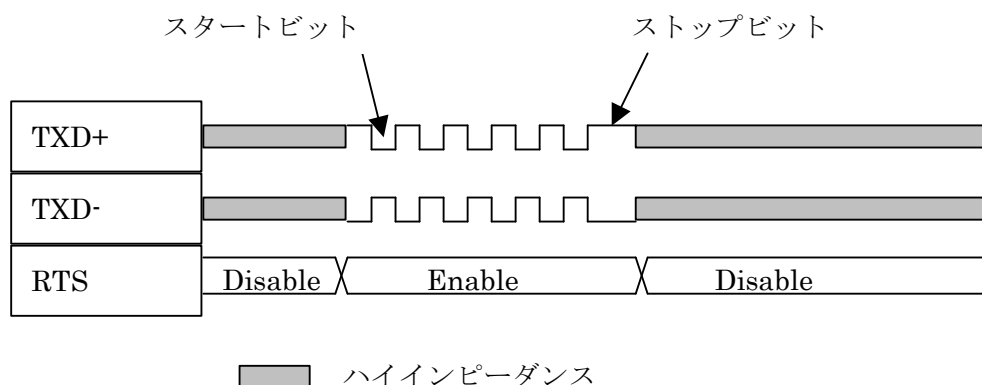 スタートビット ストップビット
TXD+
TXD-
RTS Disable Enable Disable
ハイインピーダンス